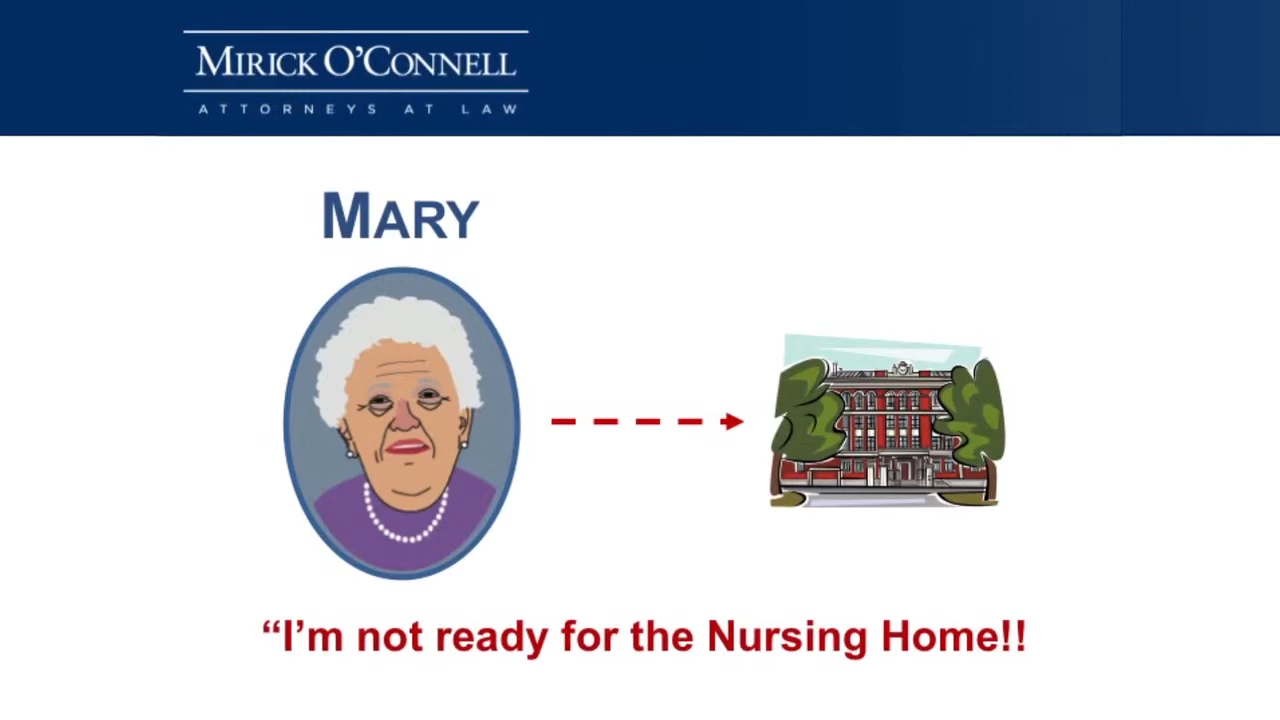 MIRICK O'CONNELL
ATTORNEYS AT LAW
MARY
“I’m not ready for the Nursing Home!!